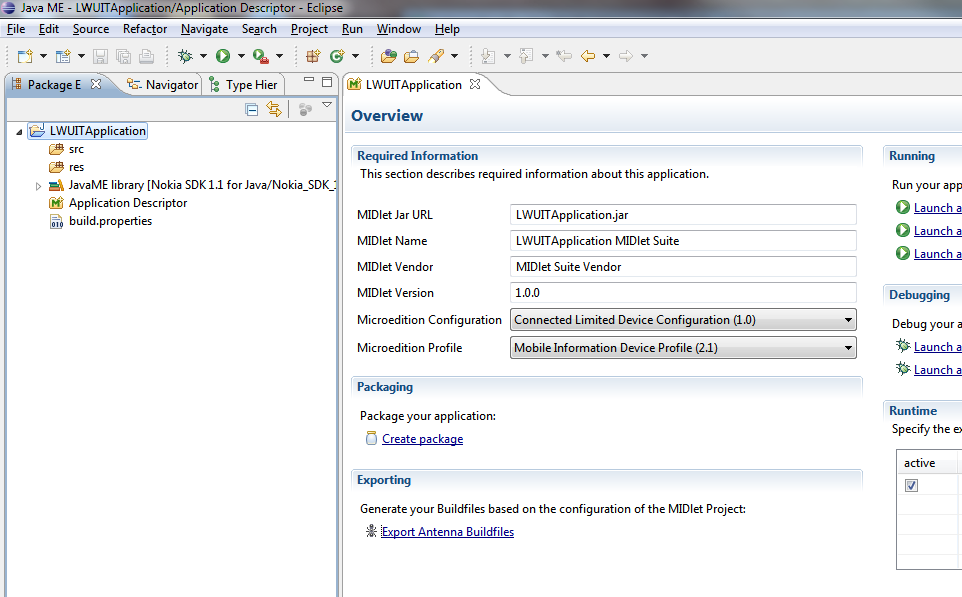 Java ME - LWUITApplication/Application Descriptor - Eclipse
File Edit Source Refactor Navigate Search Project Run Window Help
Package E Navigator Type Hier
LWUITApplication
src
res
JavaME library [Nokia SDK 1.1 for Java/Nokia_SDK_1
Application Descriptor
build.properties
LWUITApplication
Overview
Required Information
This section describes required information about this application.
MIDlet Jar URL LWUITApplication.jar
MIDlet Name LWUITApplication MIDlet Suite
MIDlet Vendor MIDlet Suite Vendor
MIDlet Version 1.0.0
Microedition Configuration Connected Limited Device Configuration (1.0)
Microedition Profile Mobile Information Device Profile (2.1)
Packaging
Package your application:
Create package
Exporting
Generate your Buildfiles based on the configuration of the MIDlet Project:
Export Antenna Buildfiles
Running
Run your app
Launch a
Launch a
Launch a
Debugging
Debug your a
Launch a
Launch a
Runtime
Specify the ex
active